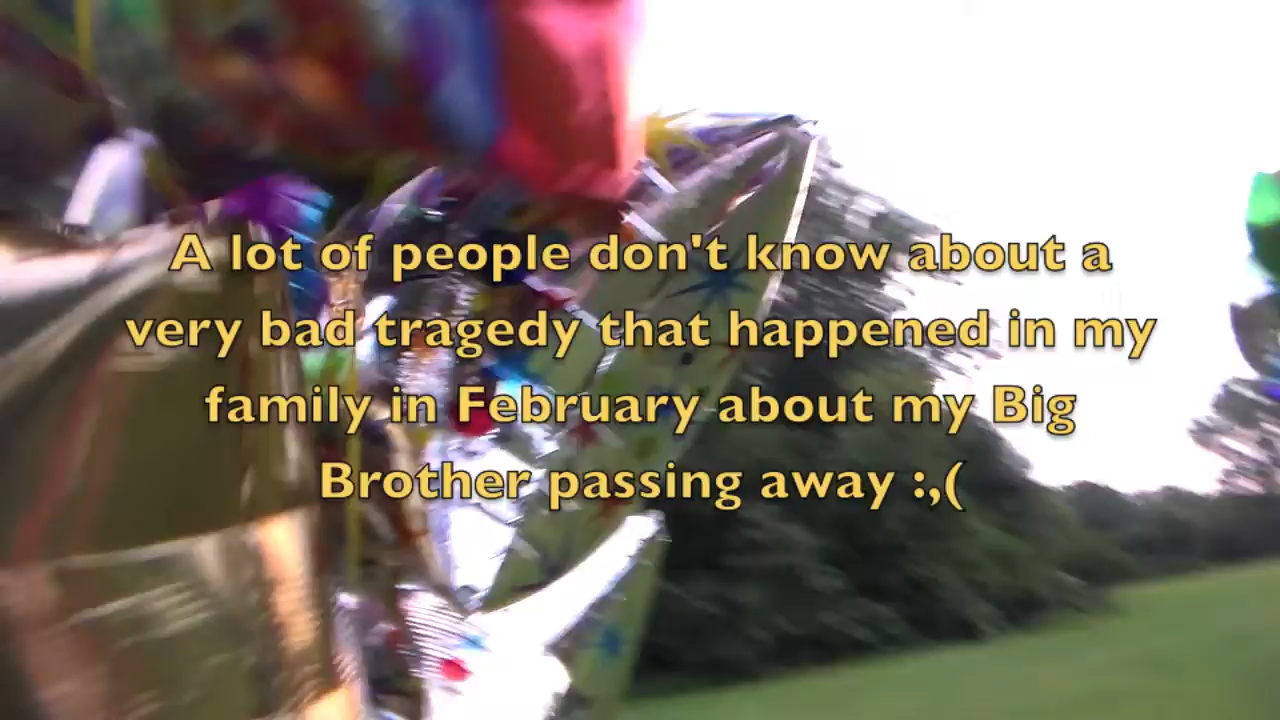 A lot of people don't know about a
very bad tragedy that happened in my
family in February about my Big
Brother passing away :,(